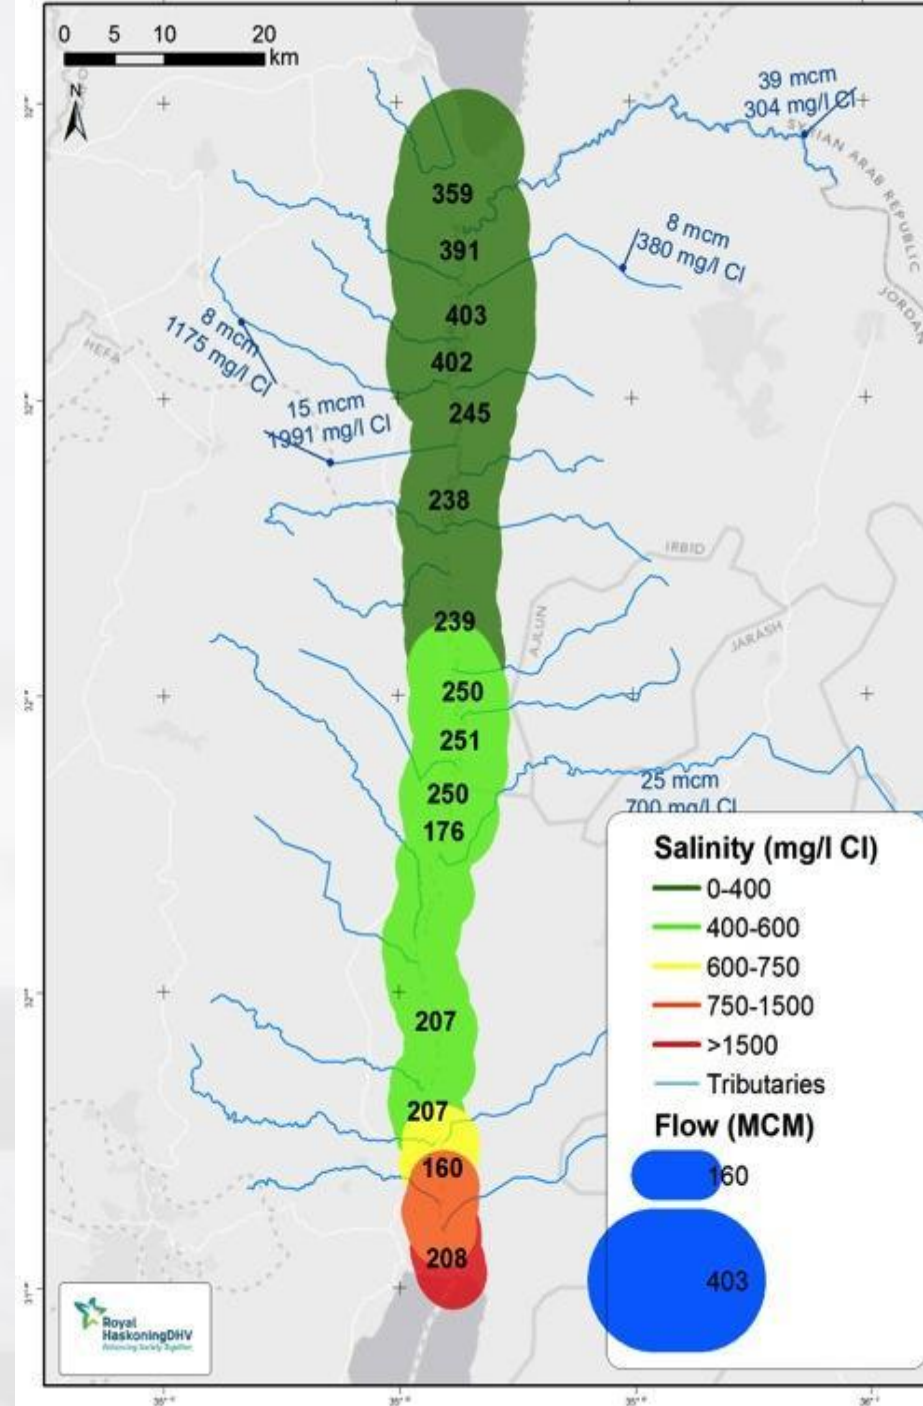 0 5 10 20
km
N
39 mcm
304 mg/l Cl
SYRIAN ARAB REPUBLIC
JORDAN
359
391
8 mcm
380 mg/l Cl
403
8 mcm
1175 mg/l Cl
HEFA
402
15 mcm
1991 mg/l Cl
245
238
IRBID
AJLUN
JARASH
239
250
251
250
176
25 mcm
700 mg/l Cl
207
207
160
208
Salinity (mg/l Cl)
0-400
400-600
600-750
750-1500
>1500
Tributaries
Flow (MCM)
160
403
Royal
HaskoningDHV
Enhancing Society Together